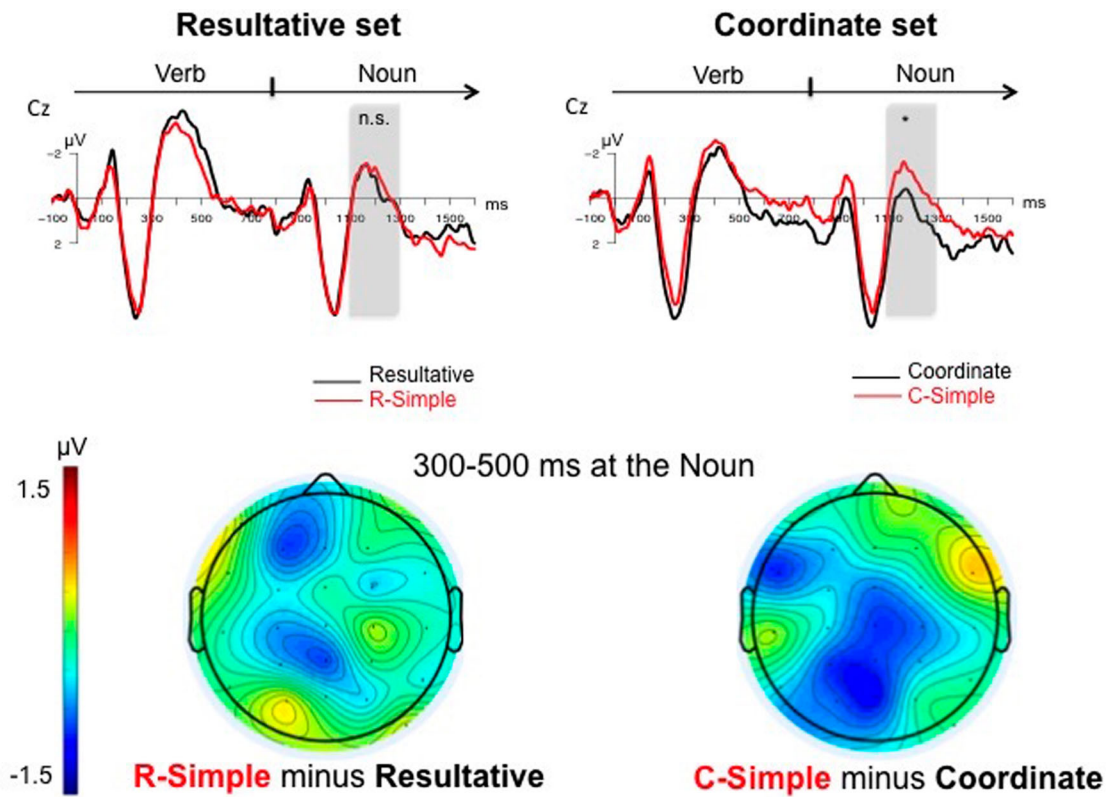 Resultative set
Verb
Noun
Cz
n.s.
μV
-2
2
-100
100
300
500
700
900
1100
1300
1500
ms
Resultative
R-Simple
Coordinate set
Verb
Noun
Cz
*
μV
-2
2
-100
100
300
500
700
1100
1300
1500
ms
Coordinate
C-Simple
μV
1.5
-1.5
300-500 ms at the Noun
R-Simple minus Resultative
C-Simple minus Coordinate